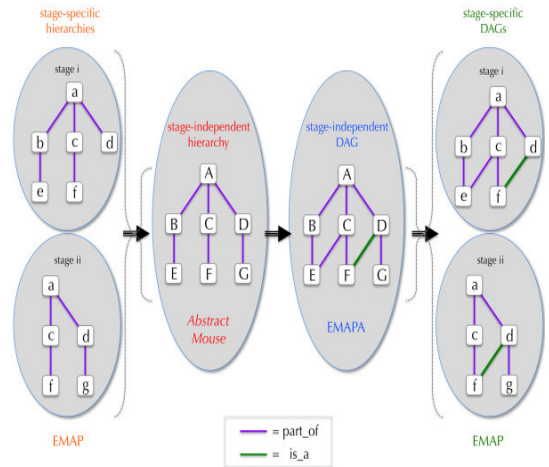 stage-specific
hierarchies
stage i
a
b c d
e f
stage ii
a
c d
f g
EMAP
stage-independent
hierarchy
A
B C D
E F G
Abstract
Mouse
stage-independent
DAG
A
B C D
E F G
EMAPA
stage-specific
DAGs
stage i
a
b c d
e f
stage ii
a
c d
f g
EMAP
= part_of
= is_a